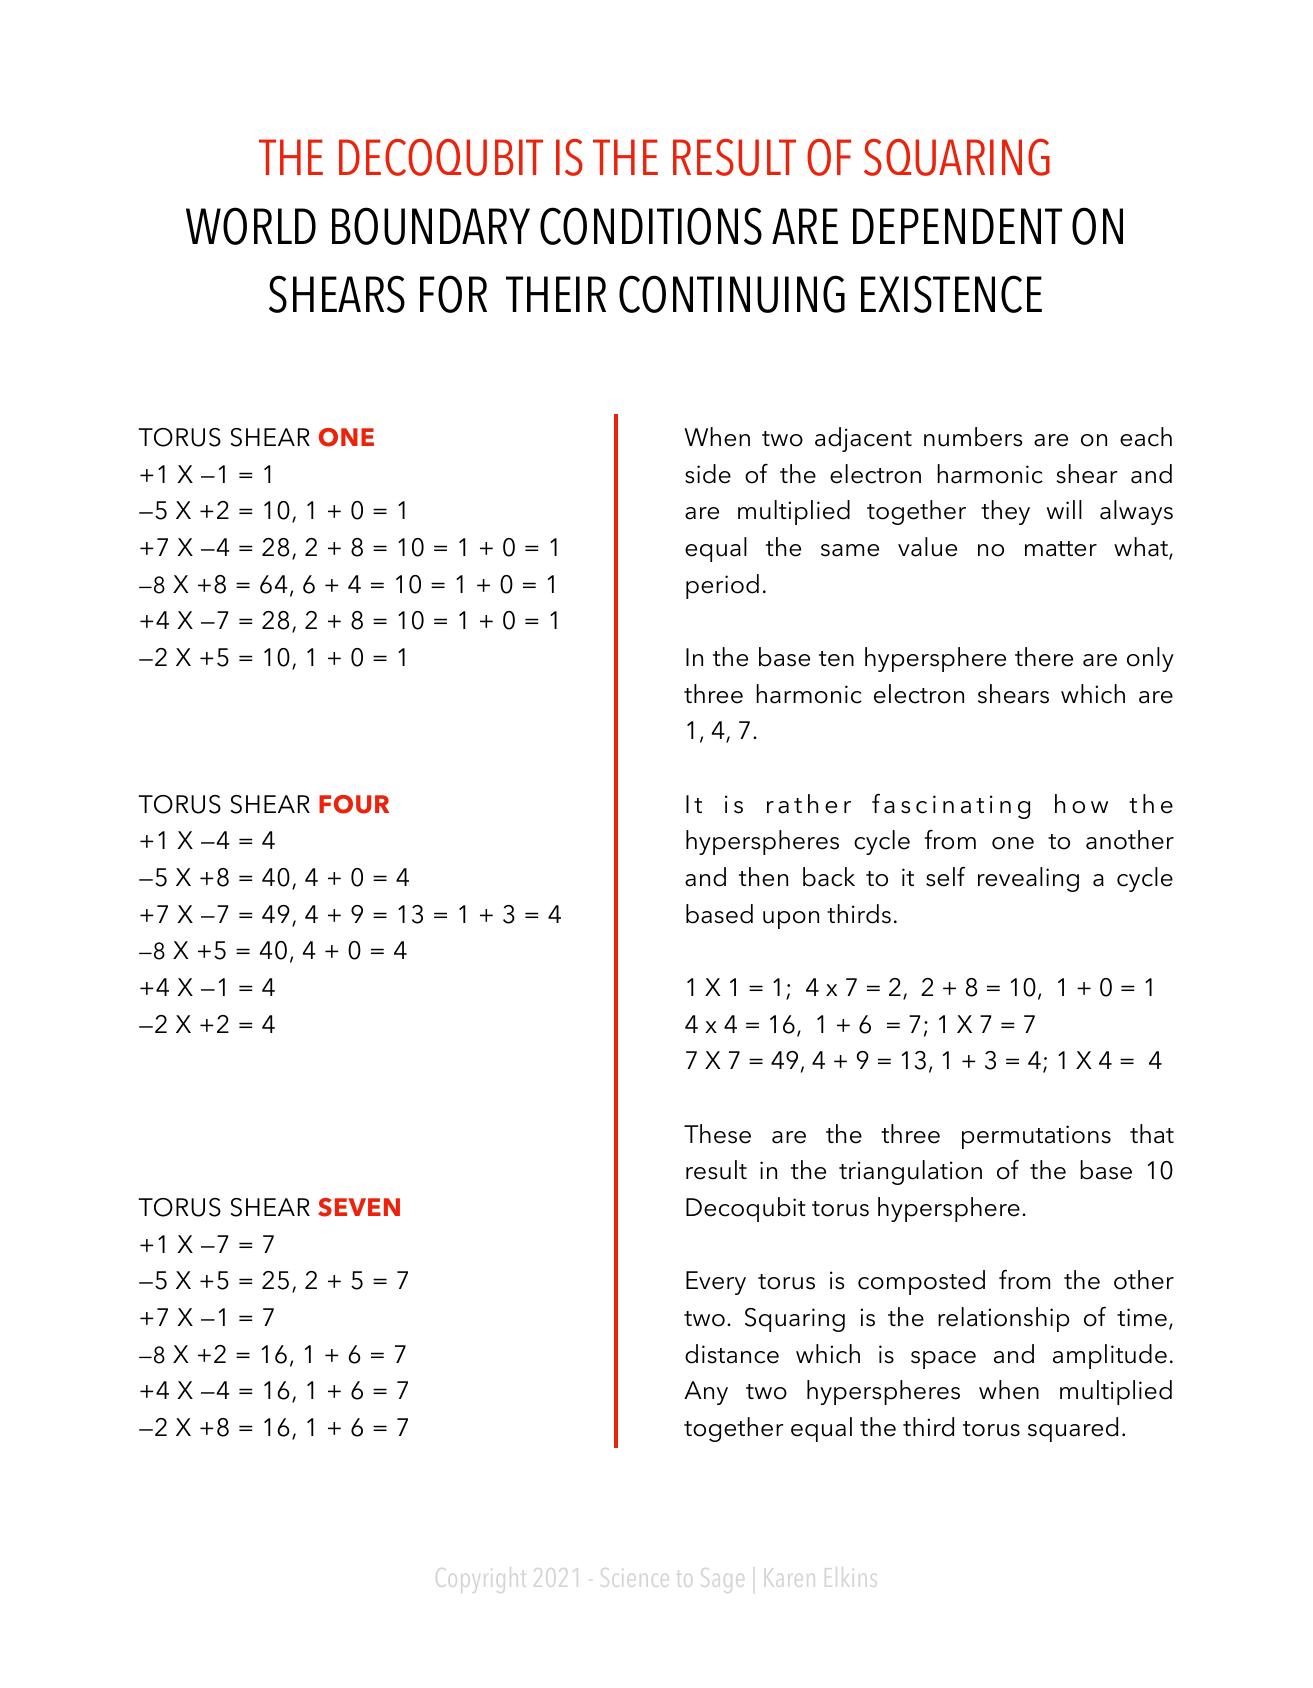 THE DECOQUBIT IS THE RESULT OF SQUARING
WORLD BOUNDARY CONDITIONS ARE DEPENDENT ON
SHEARS FOR THEIR CONTINUING EXISTENCE
TORUS SHEAR ONE
+1 X –1 = 1
–5 X +2 = 10, 1 + 0 = 1
+7 X –4 = 28, 2 + 8 = 10 = 1 + 0 = 1
–8 X +8 = 64, 6 + 4 = 10 = 1 + 0 = 1
+4 X –7 = 28, 2 + 8 = 10 = 1 + 0 = 1
–2 X +5 = 10, 1 + 0 = 1
TORUS SHEAR FOUR
+1 X –4 = 4
–5 X +8 = 40, 4 + 0 = 4
+7 X –7 = 49, 4 + 9 = 13 = 1 + 3 = 4
–8 X +5 = 40, 4 + 0 = 4
+4 X –1 = 4
–2 X +2 = 4
TORUS SHEAR SEVEN
+1 X –7 = 7
–5 X +5 = 25, 2 + 5 = 7
+7 X –1 = 7
–8 X +2 = 16, 1 + 6 = 7
+4 X –4 = 16, 1 + 6 = 7
–2 X +8 = 16, 1 + 6 = 7
When two adjacent numbers are on each
side of the electron harmonic shear and
are multiplied together they will always
equal the same value no matter what,
period.
In the base ten hypersphere there are only
three harmonic electron shears which are
1, 4, 7.
It is rather fascinating how the
hyperspheres cycle from one to another
and then back to it self revealing a cycle
based upon thirds.
1 X 1 = 1; 4 x 7 = 2, 2 + 8 = 10, 1 + 0 = 1
4 x 4 = 16, 1 + 6 = 7; 1 X 7 = 7
7 X 7 = 49, 4 + 9 = 13, 1 + 3 = 4; 1 X 4 = 4
These are the three permutations that
result in the triangulation of the base 10
Decoqubit torus hypersphere.
Every torus is composted from the other
two. Squaring is the relationship of time,
distance which is space and amplitude.
Any two hyperspheres when multiplied
together equal the third torus squared.
Copyright 2021 - Science to Sage | Karen Elkins